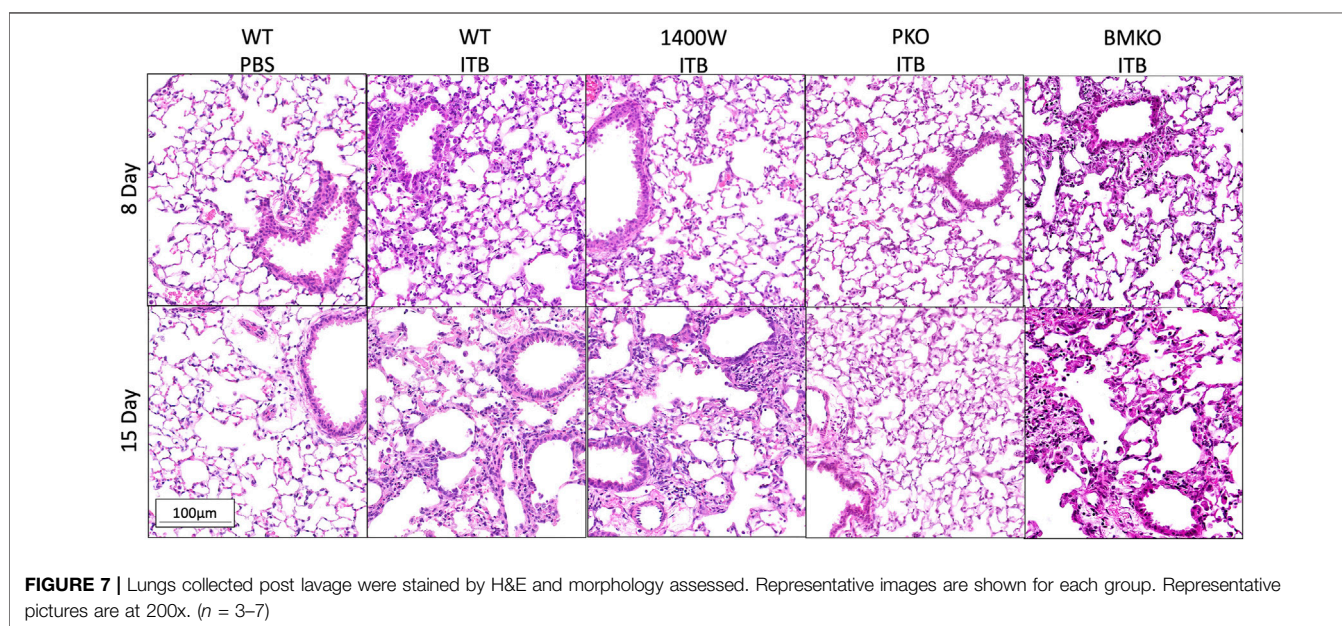 WT WT 1400W PKO BMKO
PBS ITB ITB ITB ITB
8 Day
15 Day
100μm
FIGURE 7 | Lungs collected post lavage were stained by H&E and morphology assessed. Representative images are shown for each group. Representative
pictures are at 200x. (n = 3–7)